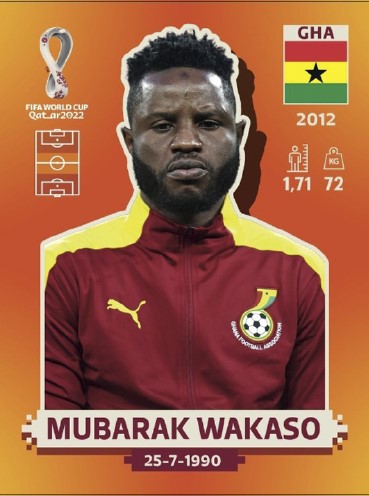 GHA
FIFA WORLD CUP
Qatar2022
2012
KG
1,71 72
GHANA FOOTBALL ASSOCIATION
MUBARAK WAKASO
25-7-1990